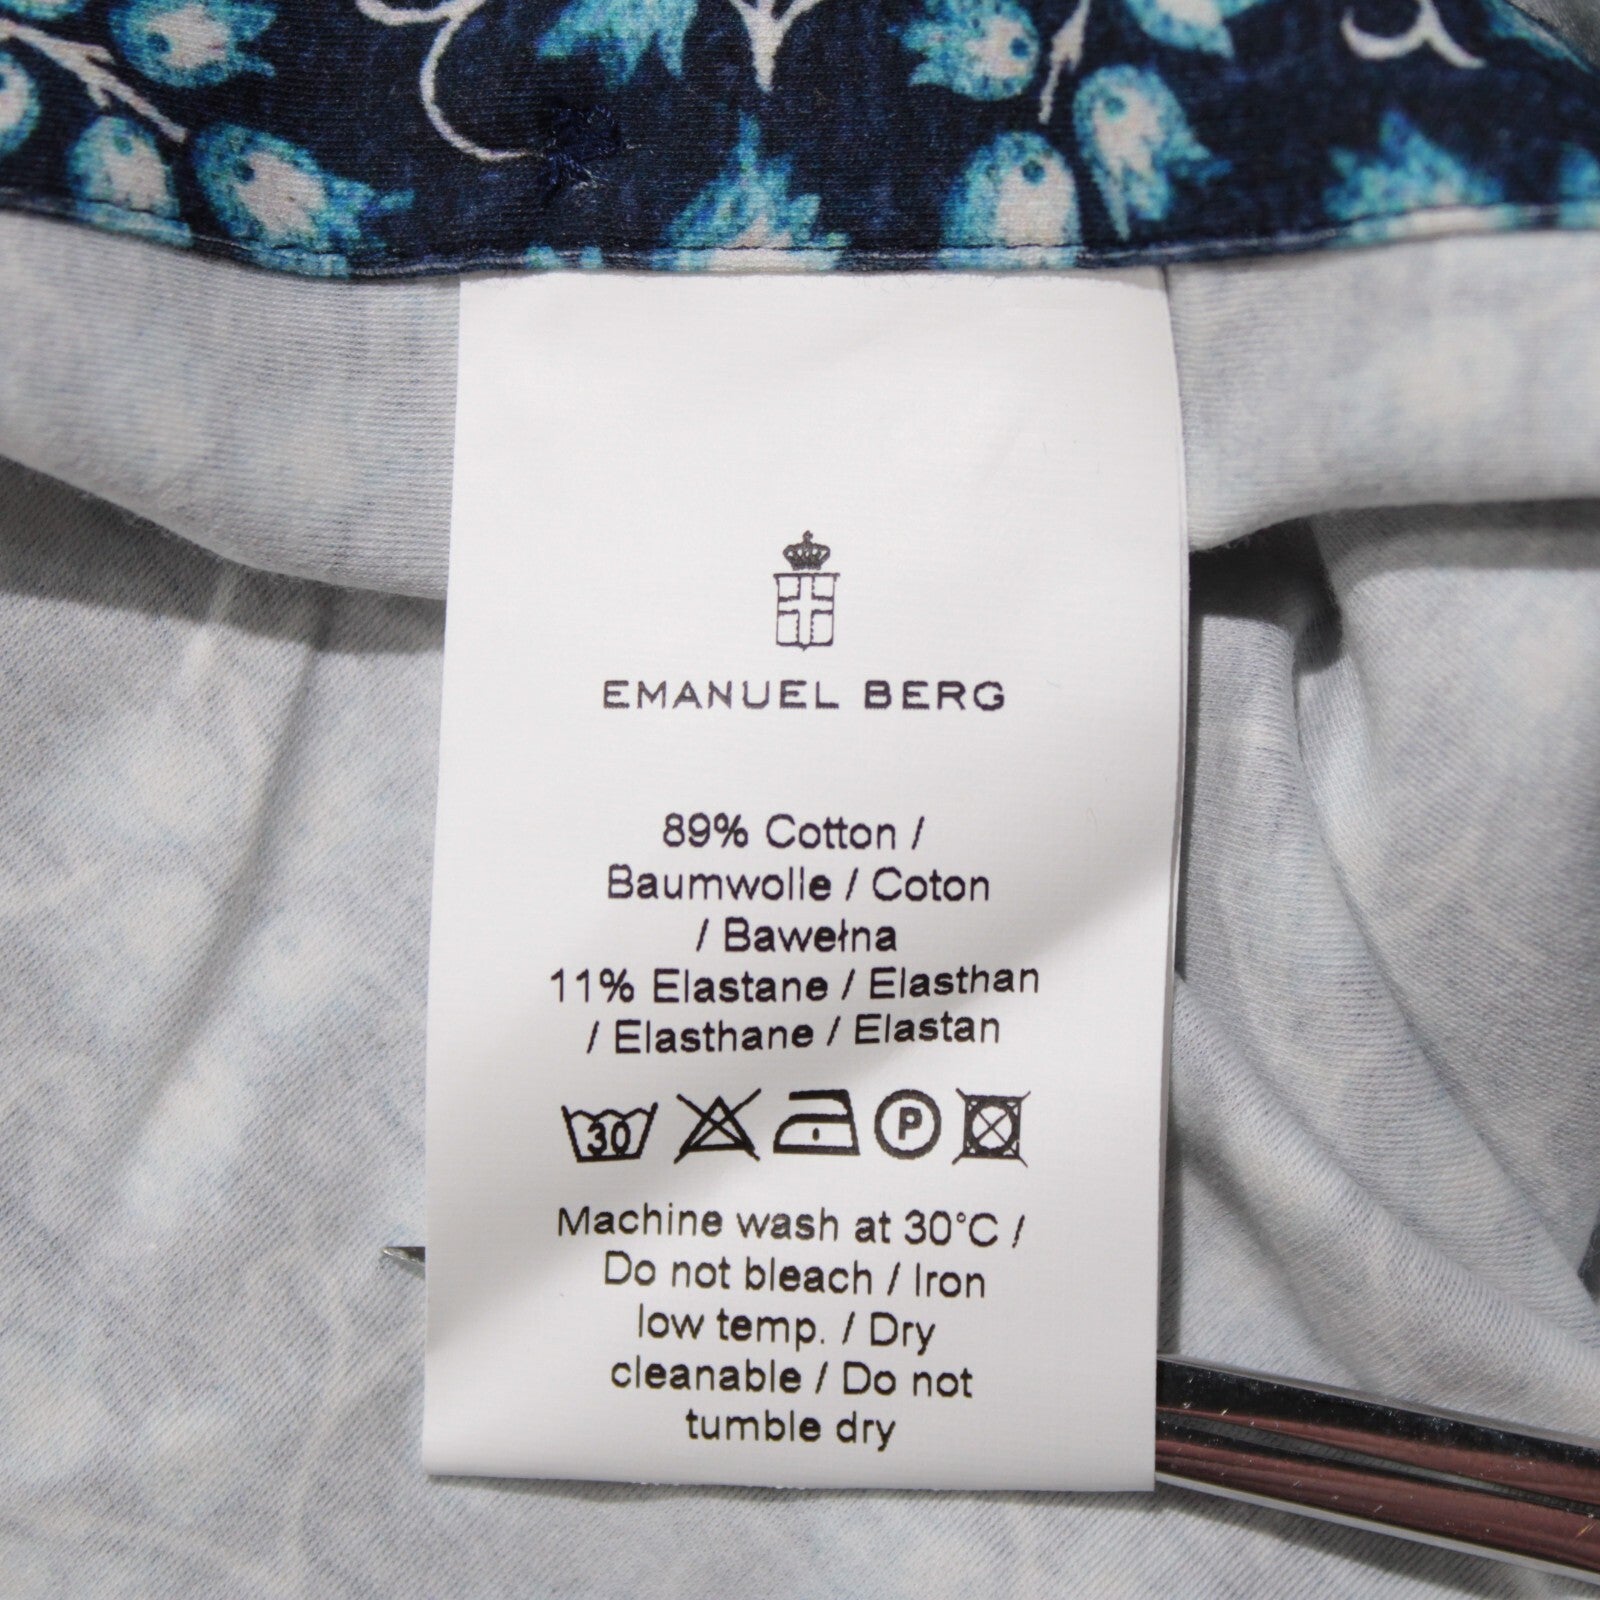 EMANUEL BERG
89% Cotton /
Baumwolle / Coton
/ Bawełna
11% Elastane / Elasthan
/ Elasthane / Elastan
30 P
Machine wash at 30°C /
Do not bleach / Iron
low temp. / Dry
cleanable / Do not
tumble dry